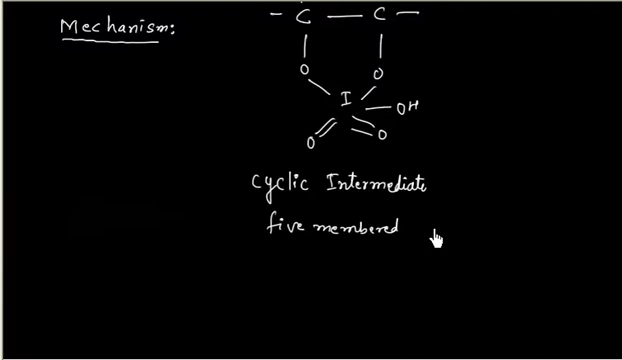 Mechanism:
- C — C —
O O
I
OH
O O
Cyclic Intermediate
five membered